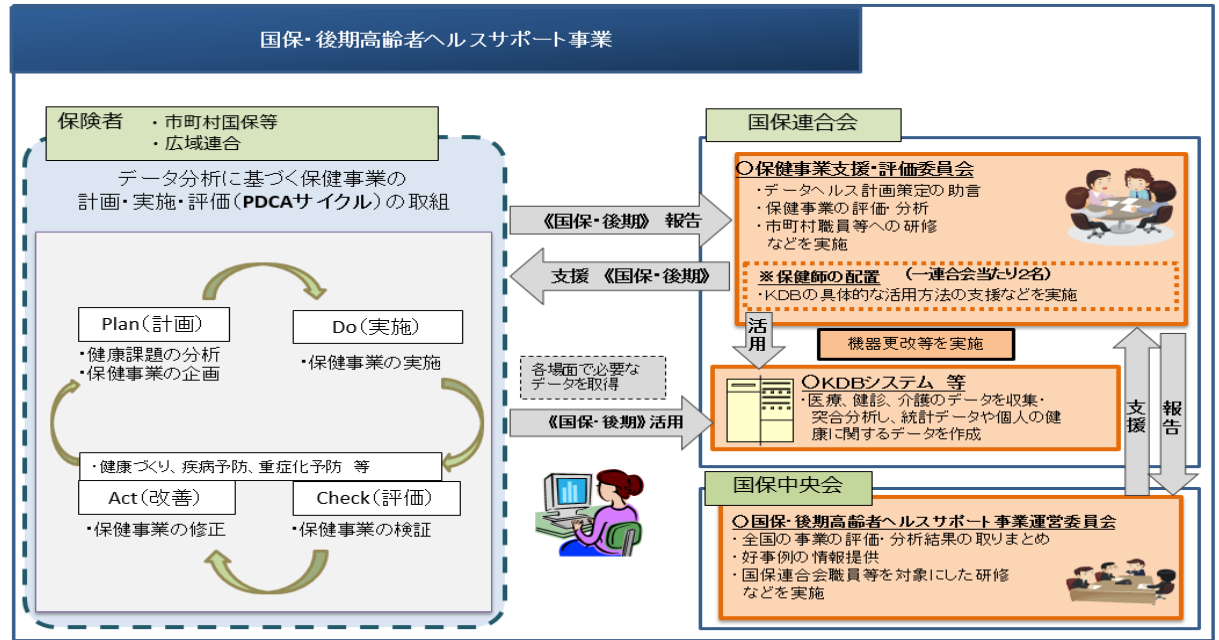 国保・後期高齢者ヘルスサポート事業
保険者 ・市町村国保等
・広域連合
データ分析に基づく保健事業の
計画・実施・評価(PDCAサイクル)の取組
Plan(計画)
・健康課題の分析
・保健事業の企画
Do(実施)
・保健事業の実施
・健康づくり、疾病予防、重症化予防 等
Act(改善)
・保健事業の修正
Check(評価)
・保健事業の検証
《国保・後期》 報告
支援 《国保・後期》
各場面で必要な
データを取得
《国保・後期》活用
国保連合会
〇保健事業支援・評価委員会
・データヘルス計画策定の助言
・保健事業の評価・分析
・市町村職員等への研修
などを実施
※保健師の配置 (一連合会当たり2名)
・KDBの具体的な活用方法の支援などを実施
活用
機器更改等を実施
〇KDBシステム 等
・医療、健診、介護のデータを収集・
突合分析し、統計データや個人の健
康に関するデータを作成
支援
報告
国保中央会
〇国保・後期高齢者ヘルスサポート事業運営委員会
・全国の事業の評価・分析結果の取りまとめ
・好事例の情報提供
・国保連合会職員等を対象にした研修
などを実施